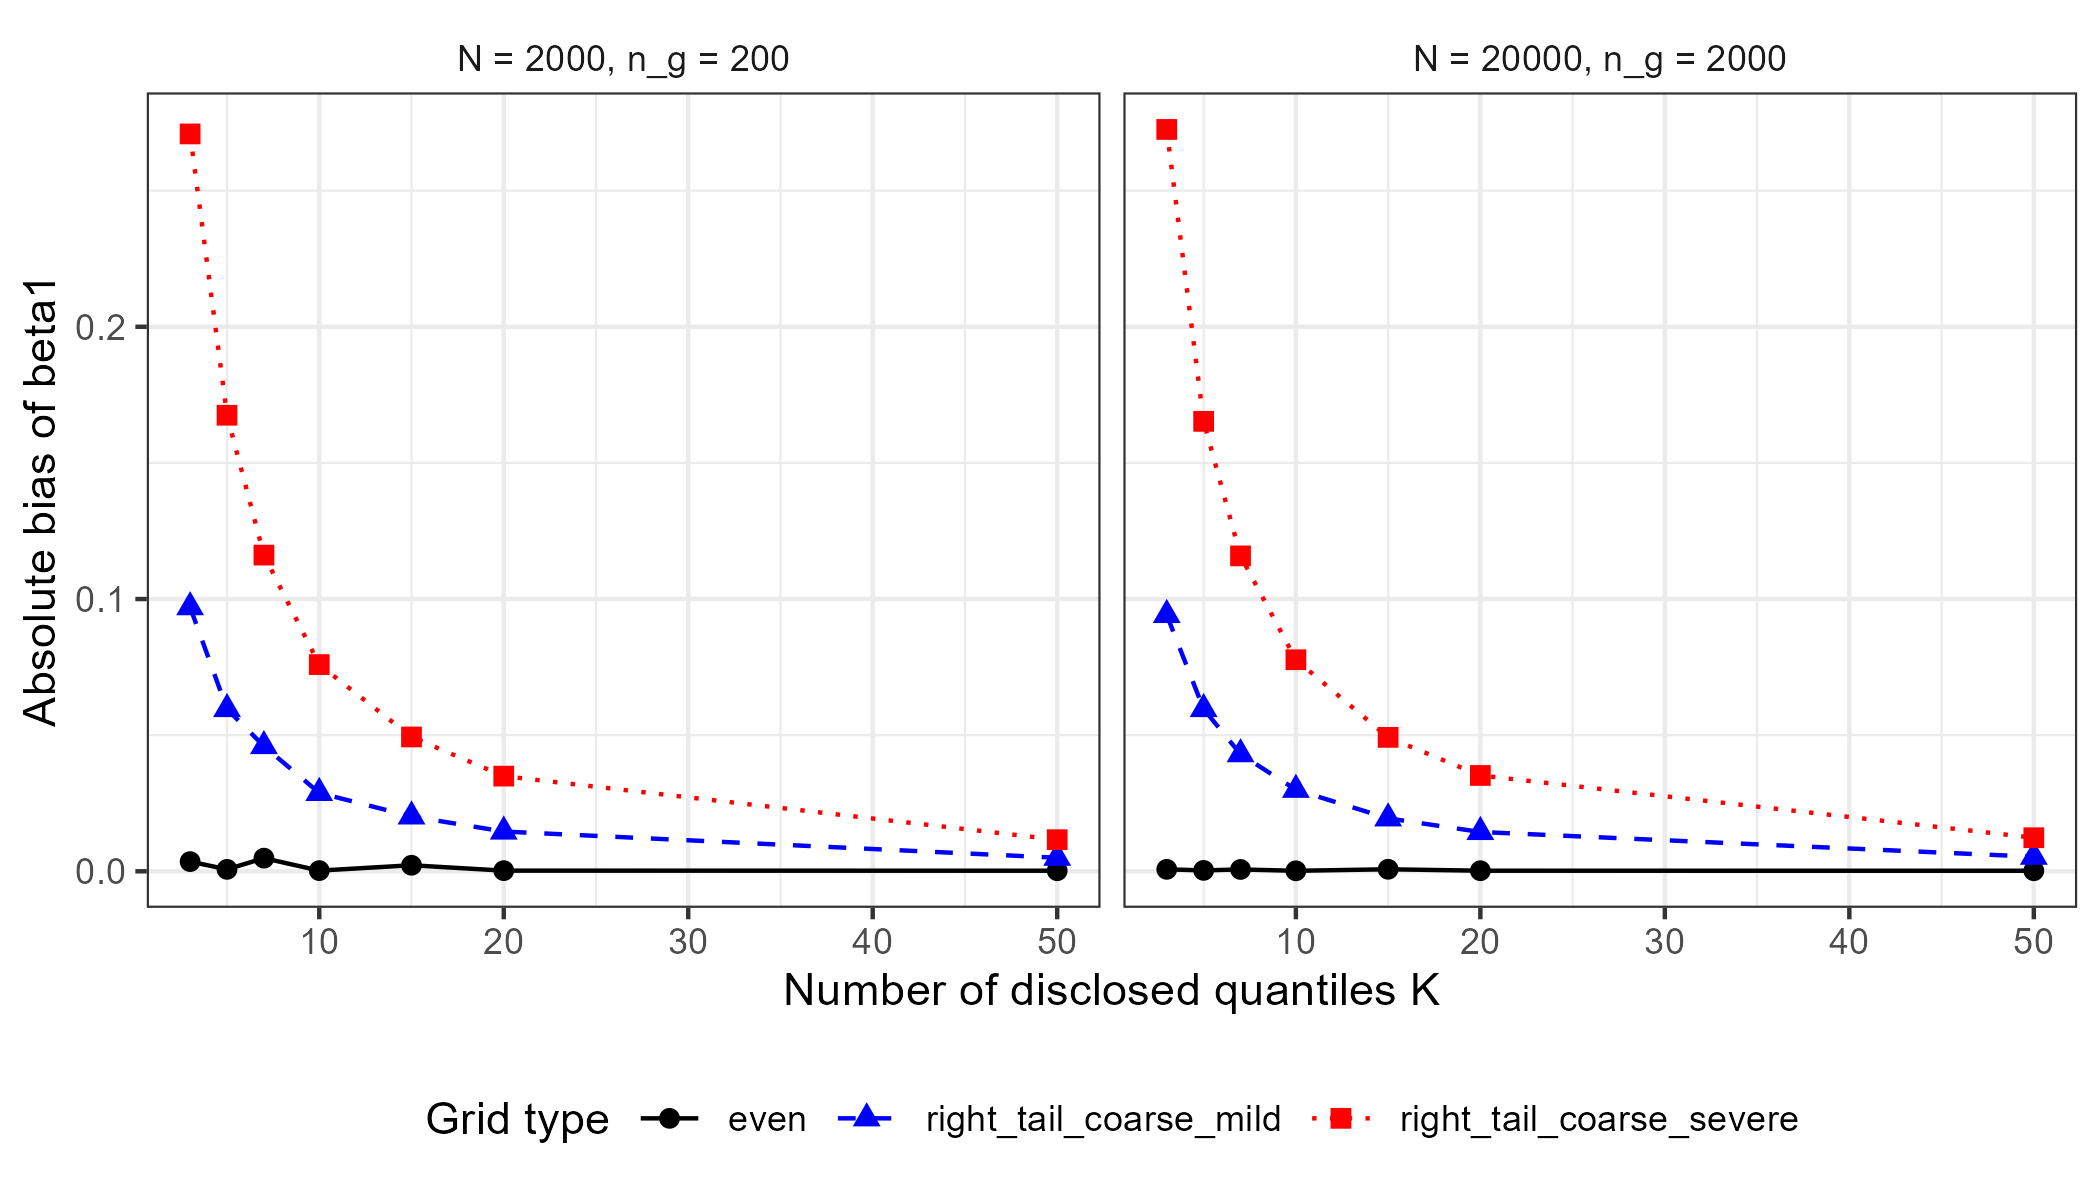 N = 2000, n_g = 200
N = 20000, n_g = 2000
Absolute bias of beta1
0.2
0.1
0.0
10 20 30 40 50
10 20 30 40 50
Number of disclosed quantiles K
Grid type even right_tail_coarse_mild right_tail_coarse_severe